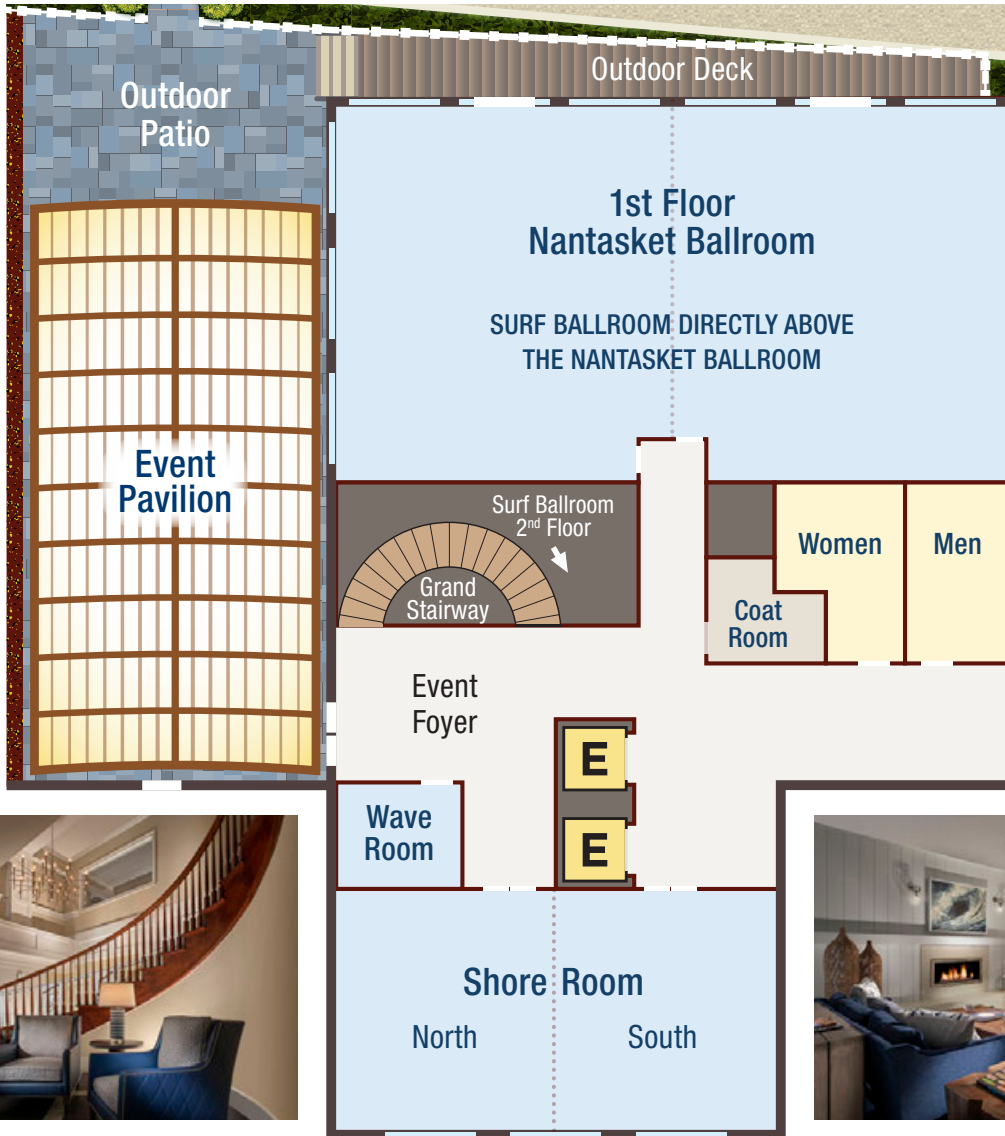 Outdoor Deck
Outdoor
Patio
1st Floor
Nantasket Ballroom
SURF BALLROOM DIRECTLY ABOVE
THE NANTASKET BALLROOM
Event
Pavilion
Surf Ballroom
2nd Floor
Grand
Stairway
Women
Men
Coat
Room
Event
Foyer
E
E
Wave
Room
Shore Room
North
South